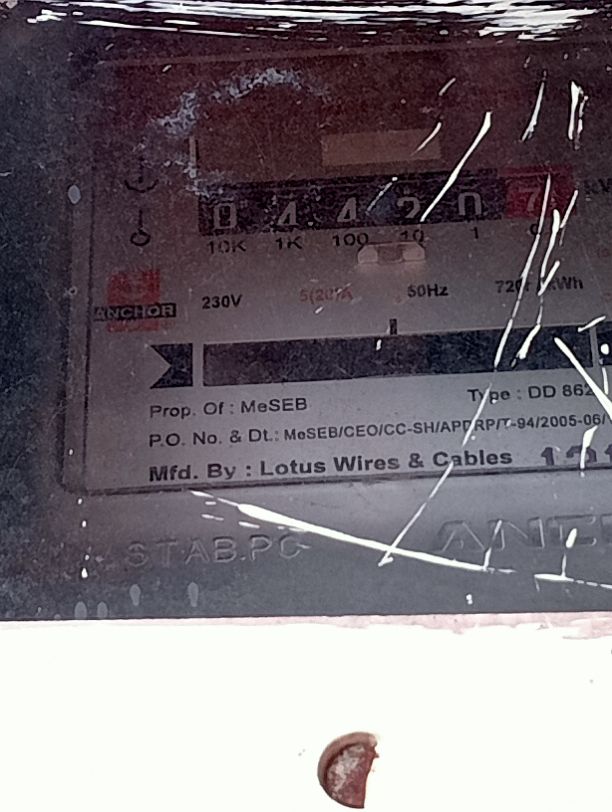 0 4 4 2 0 7
10K 1K 100 10 1
ANCHOR
230V 50Hz
Prop. Of : MeSEB
Type : DD 862
P.O. No. & Dt.: MeSEB/CEO/CC-SH/APDRP/T-94/2005-06/
Mfd. By : Lotus Wires & Cables
STAB.PC